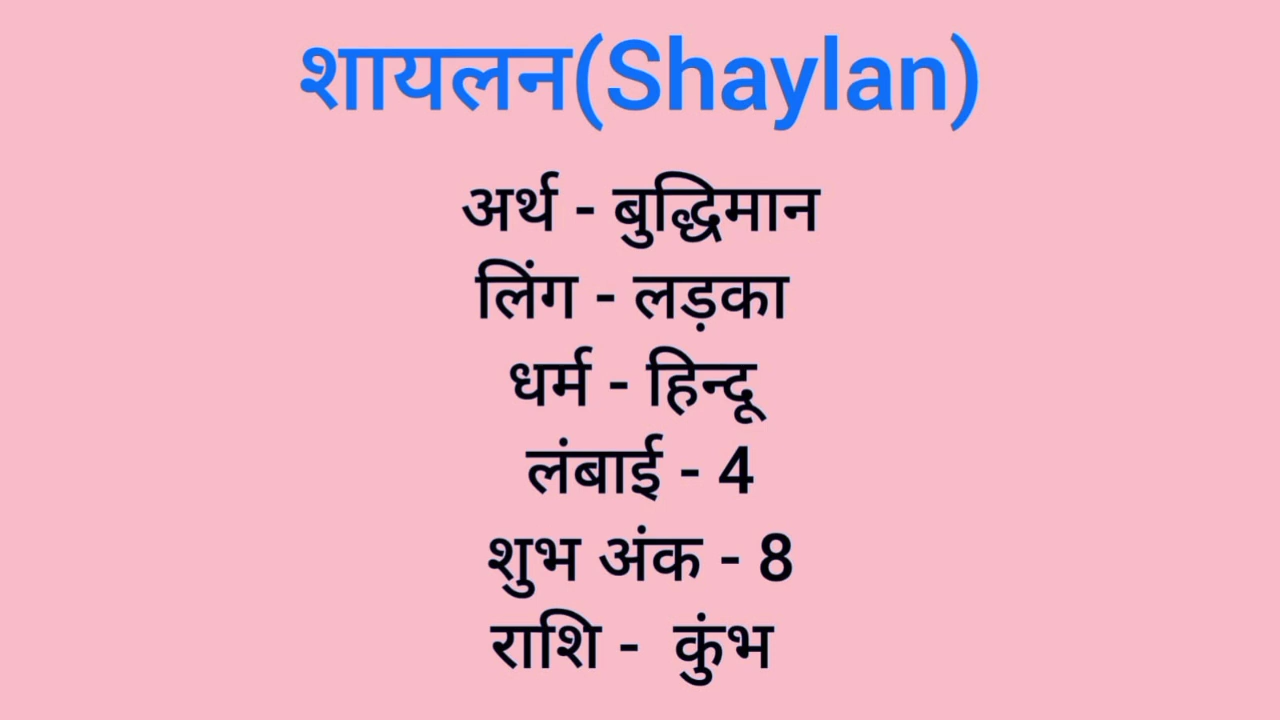 शायलन(Shaylan)
अर्थ - बुद्धिमान
लिंग - लड़का
धर्म - हिन्दू
लंबाई - 4
शुभ अंक - 8
राशि - कुंभ